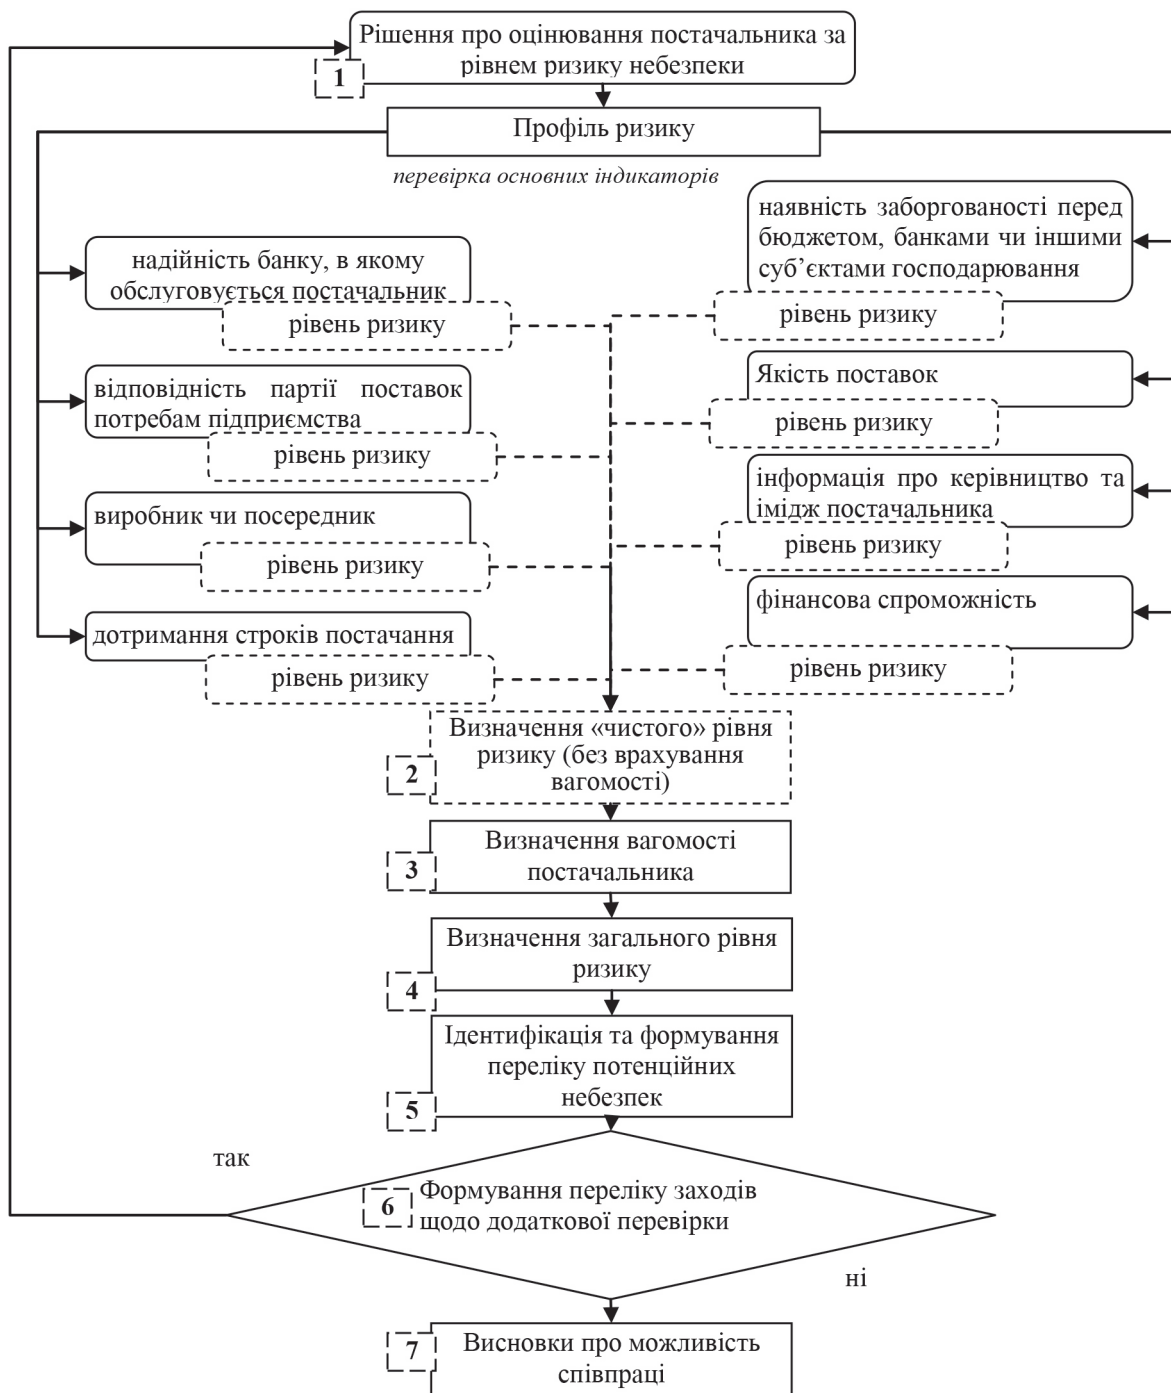 Рішення про оцінювання постачальника за
рівнем ризику небезпеки
1
Профіль ризику
перевірка основних індикаторів
надійність банку, в якому
обслуговується постачальник
рівень ризику
відповідність партії поставок
потребам підприємства
рівень ризику
виробник чи посередник
рівень ризику
дотримання строків постачання
рівень ризику
наявність заборгованості перед
бюджетом, банками чи іншими
суб’єктами господарювання
рівень ризику
Якість поставок
рівень ризику
інформація про керівництво та
імідж постачальника
рівень ризику
фінансова спроможність
рівень ризику
Визначення «чистого» рівня
ризику (без врахування
вагомості)
2
Визначення вагомості
постачальника
3
Визначення загального рівня
ризику
4
Ідентифікація та формування
переліку потенційних
небезпек
5
так
6
Формування переліку заходів
щодо додаткової перевірки
ні
7
Висновки про можливість
співпраці